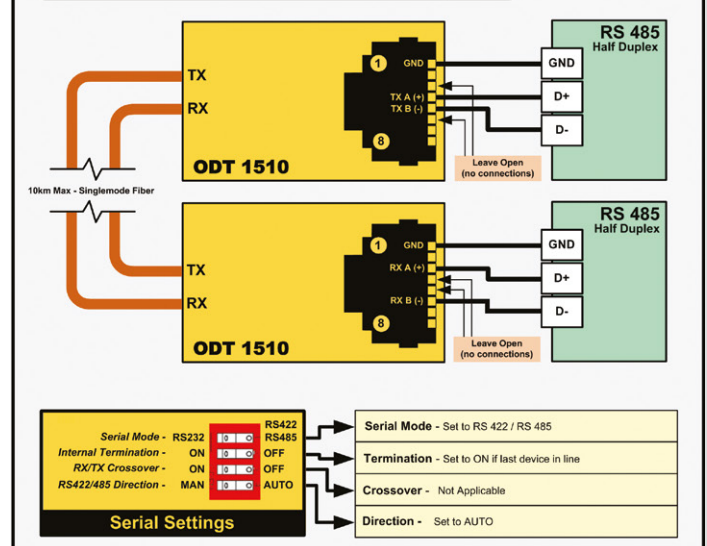 RS 485
Half Duplex
1
GND
GND
TX
TX A (+)
D+
RX
TX B (-)
D-
8
Leave Open
(no connections)
ODT 1510
10km Max - Singlemode Fiber
RS 485
Half Duplex
1
GND
GND
TX
RX A (+)
D+
RX
RX B (-)
D-
8
Leave Open
(no connections)
ODT 1510
RS422
Serial Mode - RS232 RS485
Internal Termination - ON OFF
RX/TX Crossover - ON OFF
RS422/485 Direction - MAN AUTO
Serial Settings
Serial Mode - Set to RS 422 / RS 485
Termination - Set to ON if last device in line
Crossover - Not Applicable
Direction - Set to AUTO